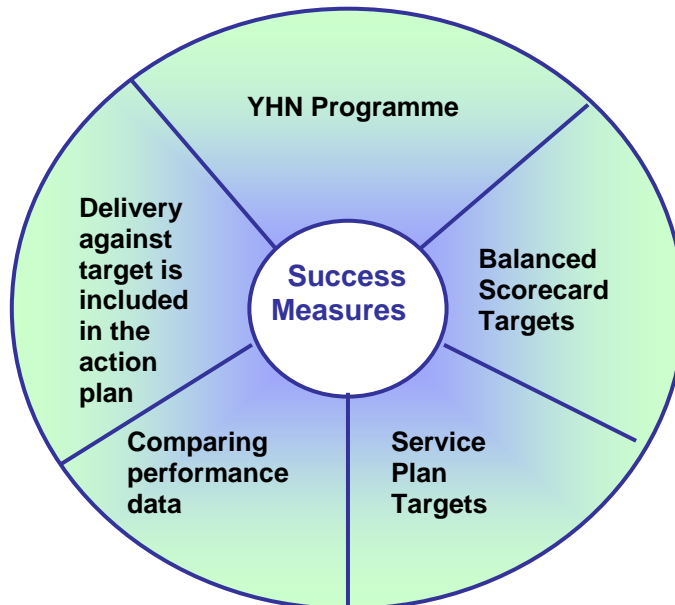 YHN Programme
Delivery
against
target is
included
in the
action
plan
Success
Measures
Balanced
Scorecard
Targets
Comparing
performance
data
Service
Plan
Targets